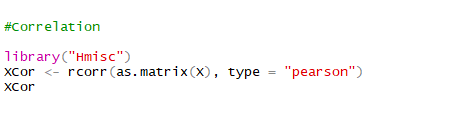 #Correlation
library("Hmisc")
XCor <- rcorr(as.matrix(X), type = "pearson")
XCor